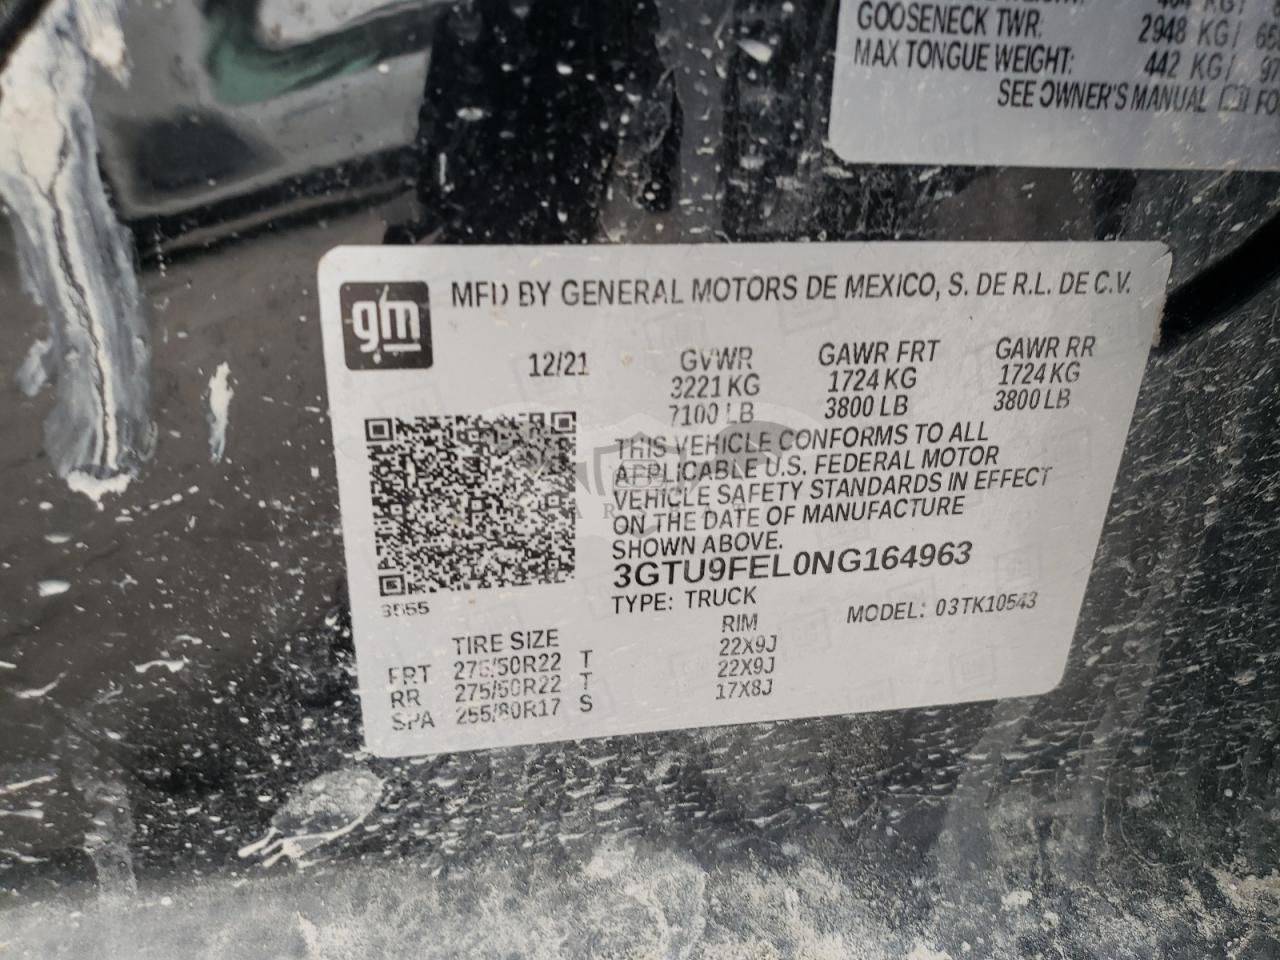 GOOSENECK TWR: 2948 KG/ 65
MAX TONGUE WEIGHT: 442 KG/ 97
SEE OWNER'S MANUAL FO
gm
MFD BY GENERAL MOTORS DE MEXICO, S. DE R.L. DE C.V.
12/21 GVWR GAWR FRT GAWR RR
3221 KG 1724 KG 1724 KG
7100 LB 3800 LB 3800 LB
THIS VEHICLE CONFORMS TO ALL
APPLICABLE U.S. FEDERAL MOTOR
VEHICLE SAFETY STANDARDS IN EFFECT
ON THE DATE OF MANUFACTURE
SHOWN ABOVE.
3GTU9FEL0NG164963
TYPE: TRUCK MODEL: 03TK10543
TIRE SIZE RIM
FRT 275/50R22 T 22X9J
RR 275/50R22 T 22X9J
SPA 255/80R17 S 17X8J